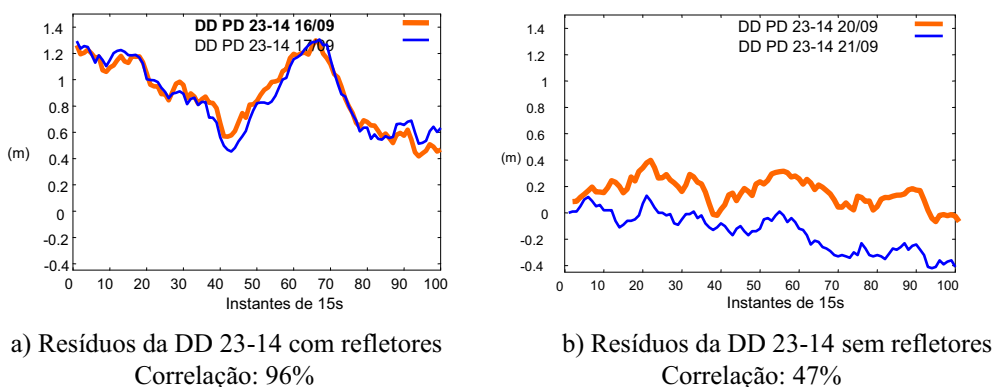 DD PD 23-14 16/09
DD PD 23-14 17/09
1.4
1.2
1
0.8
0.6
0.4
0.2
0
-0.2
-0.4
(m)
0 10 20 30 40 50 60 70 80 90 100
Instantes de 15s
a) Resíduos da DD 23-14 com refletores
Correlação: 96%
DD PD 23-14 20/09
DD PD 23-14 21/09
1.4
1.2
1
0.8
0.6
0.4
0.2
0
-0.2
-0.4
(m)
0 10 20 30 40 50 60 70 80 90 100
Instantes de 15s
b) Resíduos da DD 23-14 sem refletores
Correlação: 47%